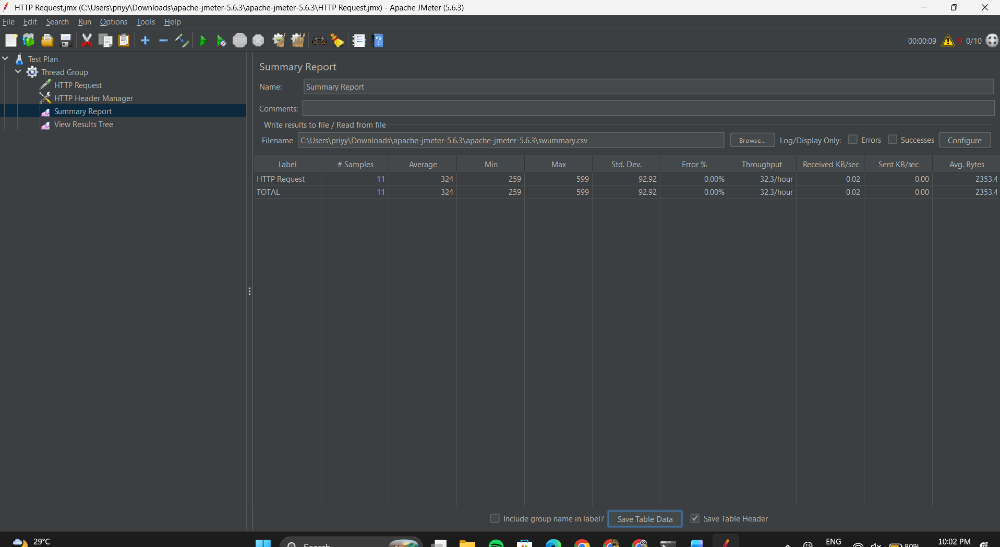 HTTP Request.jmx (C:\Users\priyy\Downloads\apache-jmeter-5.6.3\apache-jmeter-5.6.3\HTTP Request.jmx) - Apache JMeter (5.6.3)
File Edit Search Run Options Tools Help
STOP 00:00:09 9 0/10
Test Plan
Thread Group
HTTP Request
HTTP Header Manager
Summary Report
View Results Tree
Summary Report
Name: Summary Report
Comments:
Write results to file / Read from file
Filename C:\Users\priyy\Downloads\apache-jmeter-5.6.3\apache-jmeter-5.6.3\swummary.csv Browse... Log/Display Only: Errors Successes Configure
Label # Samples Average Min Max Std. Dev. Error % Throughput Received KB/sec Sent KB/sec Avg. Bytes
HTTP Request 11 324 259 599 92.92 0.00% 32.3/hour 0.02 0.00 2353.4
TOTAL 11 324 259 599 92.92 0.00% 32.3/hour 0.02 0.00 2353.4
Include group name in label? Save Table Data Save Table Header
29°C Search ENG 80% 10:02 PM